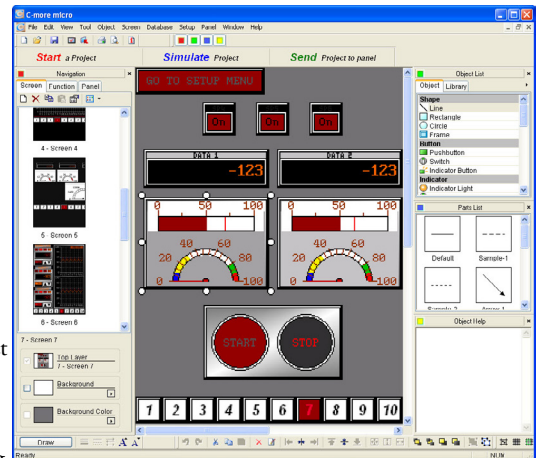 C-more micro
File Edit View Tool Object Screen Database Setup Panel Window Help
Start a Project Simulate Project Send Project to panel
Navigation
Screen Function Panel
4 - Screen 4
5 - Screen 5
6 - Screen 6
7 - Screen 7
Top Layer
7 - Screen 7
Background
Background Color
Draw
Ready
GO TO SETUP MENU
On On On
DATA 1 DATA 2
-123 -123
0 50 100 0 50 100
40 60 40 60
20 80 20 80
0 100 0 100
START STOP
1 2 3 4 5 6 7 8 9 10
Object List
Object Library
Shape
Line
Rectangle
Circle
Frame
Button
Pushbutton
Switch
Indicator Button
Indicator
Indicator Light
Parts List
Default Sample-1
Sample-2 Arrow-1
Object Help
NUM
t